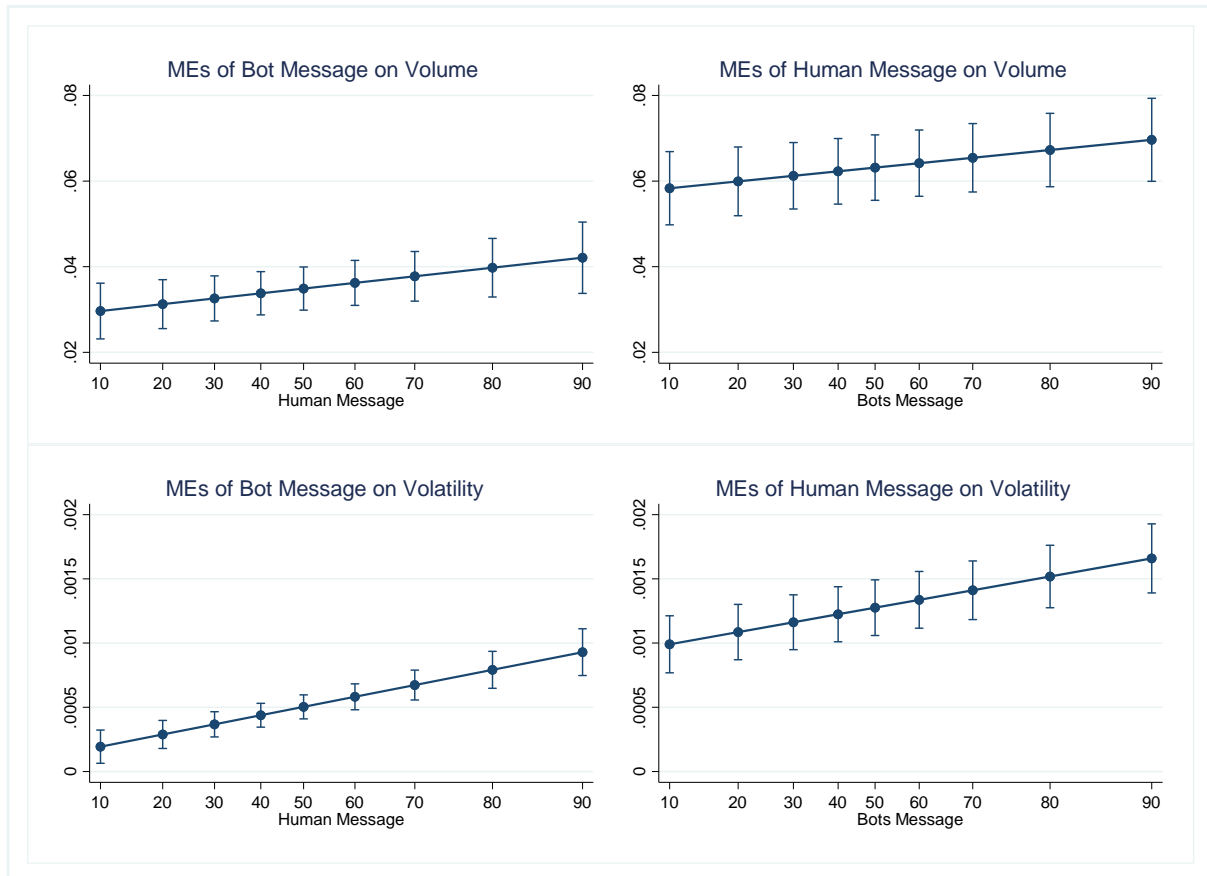 MEs of Bot Message on Volume
.08
.06
.04
.02
10 20 30 40 50 60 70 80 90
Human Message
MEs of Human Message on Volume
.08
.06
.04
.02
10 20 30 40 50 60 70 80 90
Bots Message
MEs of Bot Message on Volatility
.002
.0015
.001
.0005
0
10 20 30 40 50 60 70 80 90
Human Message
MEs of Human Message on Volatility
.002
.0015
.001
.0005
0
10 20 30 40 50 60 70 80 90
Bots Message